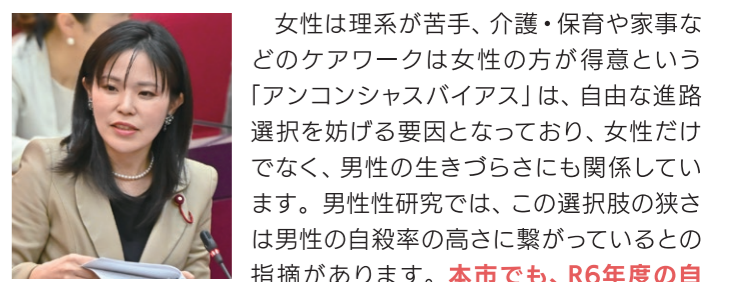 女性は理系が苦手、介護・保育や家事な
どのケアワークは女性の方が得意という
「アンコンシャスバイアス」は、自由な進路
選択を妨げる要因となっており、女性だけ
でなく、男性の生きづらさにも関係してい
ます。男性性研究では、この選択肢の狭さ
は男性の自殺率の高さに繋がっているとの
指摘があります。本市でも、R6年度の自